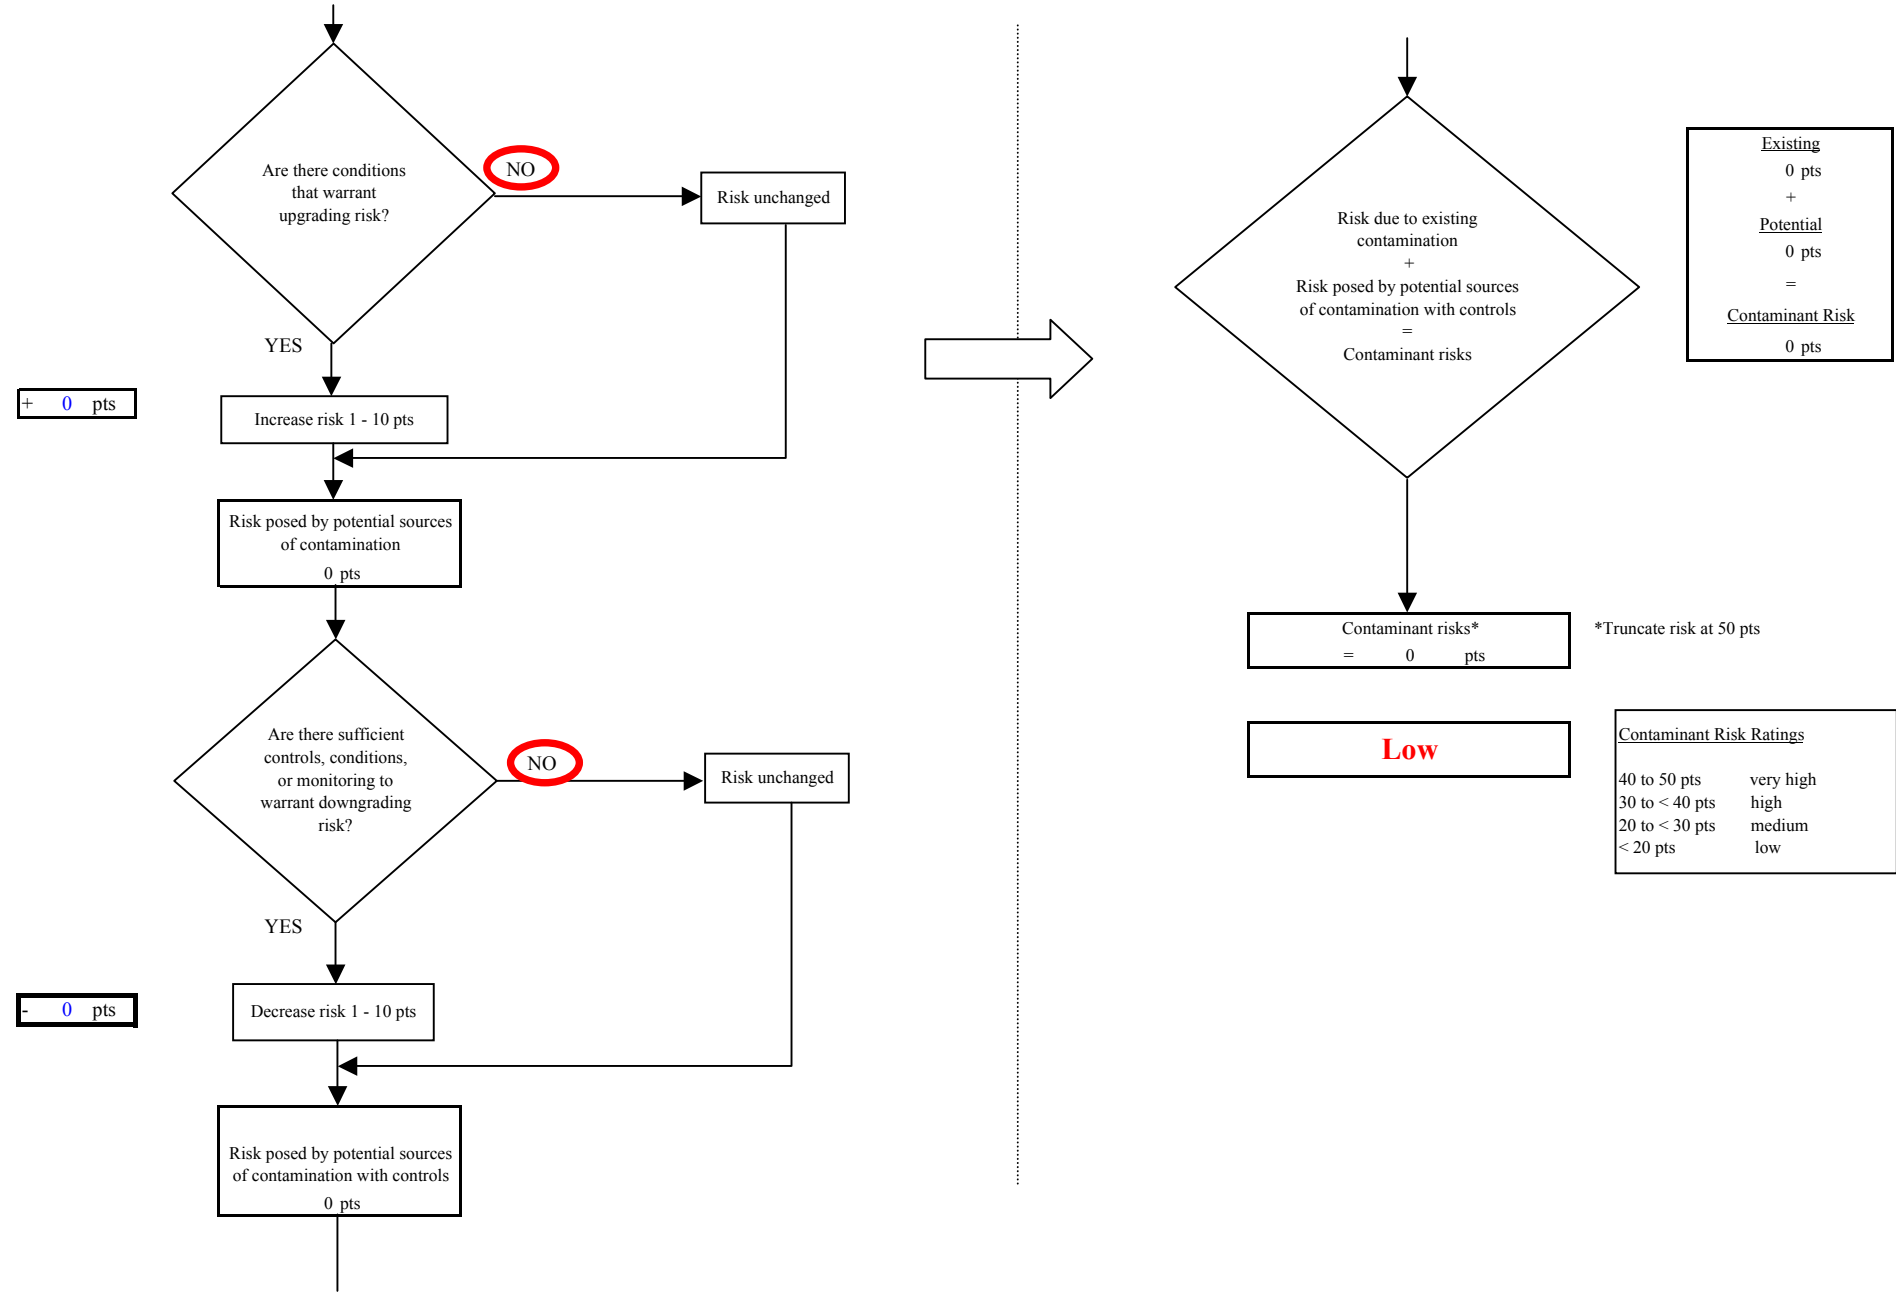 Are there conditions
that warrant
upgrading risk?
NO
Risk unchanged
YES
+ 0 pts
Increase risk 1 - 10 pts
Risk posed by potential sources
of contamination
0 pts
Are there sufficient
controls, conditions,
or monitoring to
warrant downgrading
risk?
NO
Risk unchanged
YES
- 0 pts
Decrease risk 1 - 10 pts
Risk posed by potential sources
of contamination with controls
0 pts
Risk due to existing
contamination
+
Risk posed by potential sources
of contamination with controls
=
Contaminant risks
Existing
0 pts
+
Potential
0 pts
=
Contaminant Risk
0 pts
Contaminant risks*
= 0 pts
*Truncate risk at 50 pts
Low
Contaminant Risk Ratings
40 to 50 pts very high
30 to < 40 pts high
20 to < 30 pts medium
< 20 pts low